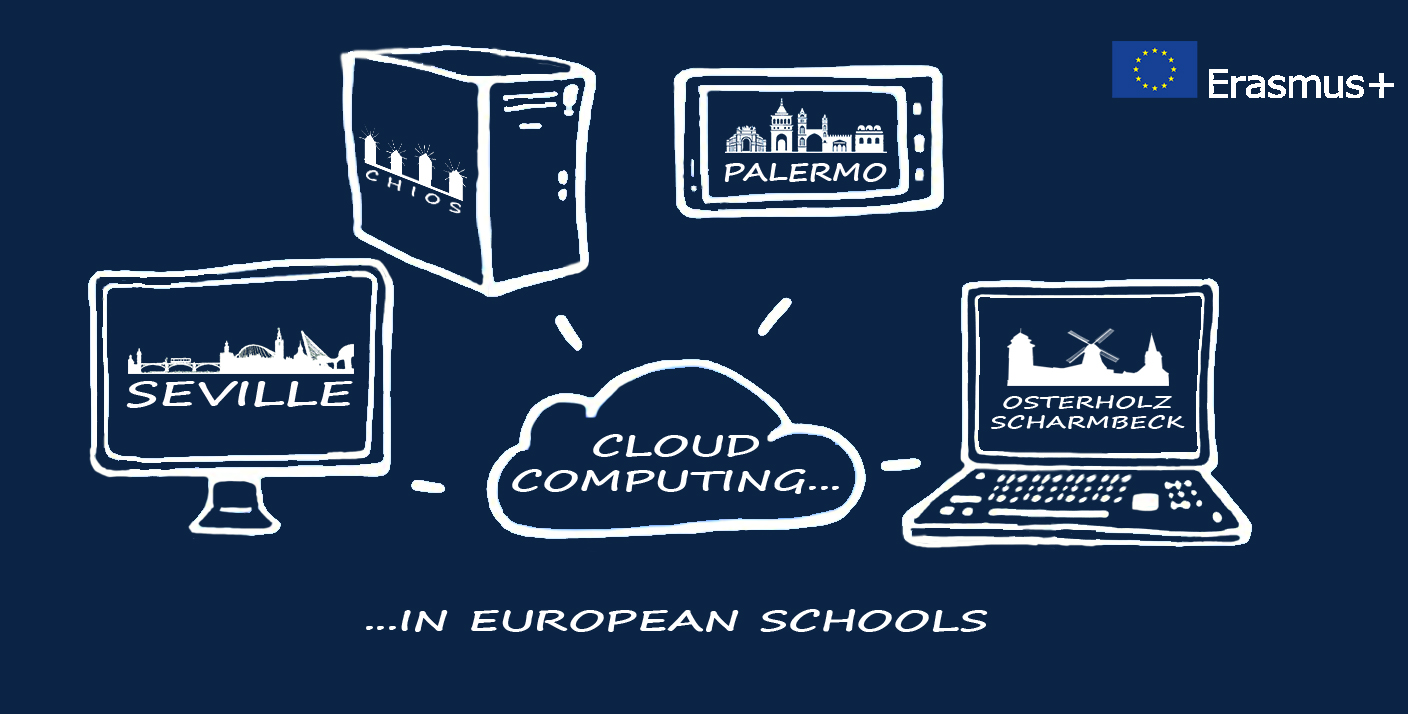 Erasmus+
CHIOS
PALERMO
SEVILLE
OSTERHOLZ
SCHARMBECK
CLOUD
COMPUTING...
...IN EUROPEAN SCHOOLS